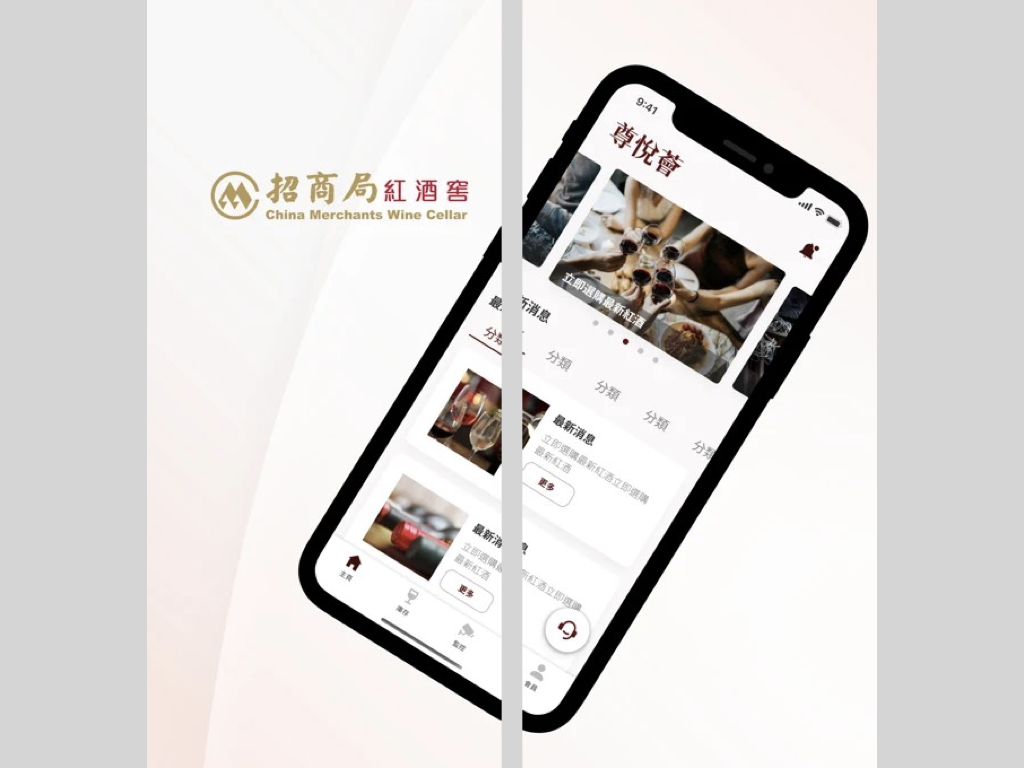 招商局紅酒窖
China Merchants Wine Cellar
9:41
尊悅薈
立即選購最新紅酒
最新消息
分類
分類
分類
分類
分類
最新消息
立即選購最新紅酒立即選購
最新紅酒
更多
最新消息
立即選購最新紅酒立即選購
最新紅酒
更多
主頁
庫存
監控
會員